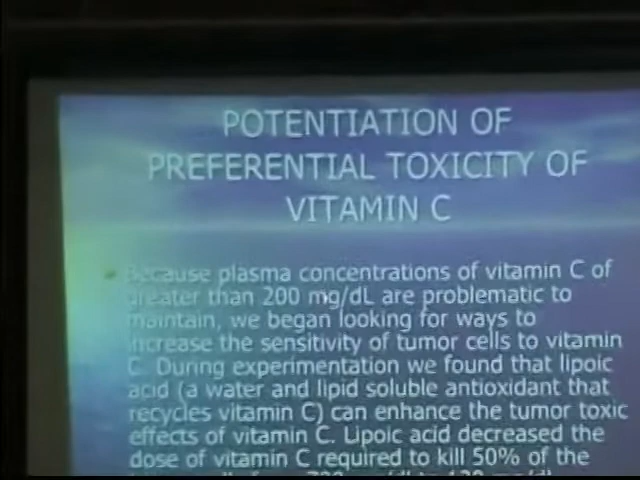 POTENTIATION OF
PREFERENTIAL TOXICITY OF
VITAMIN C
Because plasma concentrations of vitamin C of
greater than 200 mg/dL are problematic to
maintain, we began looking for ways to
increase the sensitivity of tumor cells to vitamin
C. During experimentation we found that lipoic
acid (a water and lipid soluble antioxidant that
recycles vitamin C) can enhance the tumor toxic
effects of vitamin C. Lipoic acid decreased the
dose of vitamin C required to kill 50% of the